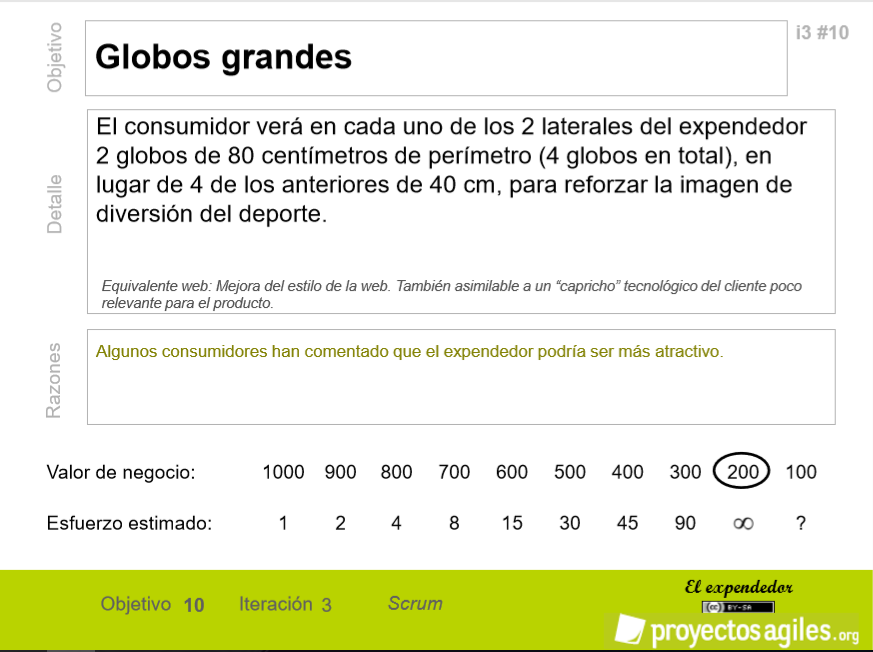 Objetivo
Globos grandes
i3 #10
Detalle
El consumidor verá en cada uno de los 2 laterales del expendedor
2 globos de 80 centímetros de perímetro (4 globos en total), en
lugar de 4 de los anteriores de 40 cm, para reforzar la imagen de
diversión del deporte.
Equivalente web: Mejora del estilo de la web. También asimilable a un “capricho” tecnológico del cliente poco
relevante para el producto.
Razones
Algunos consumidores han comentado que el expendedor podría ser más atractivo.
Valor de negocio: 1000 900 800 700 600 500 400 300 200 100
Esfuerzo estimado: 1 2 4 8 15 30 45 90 ∞ ?
Objetivo 10 Iteración 3 Scrum
El expendedor
(cc) BY-SA
proyectosagiles.org